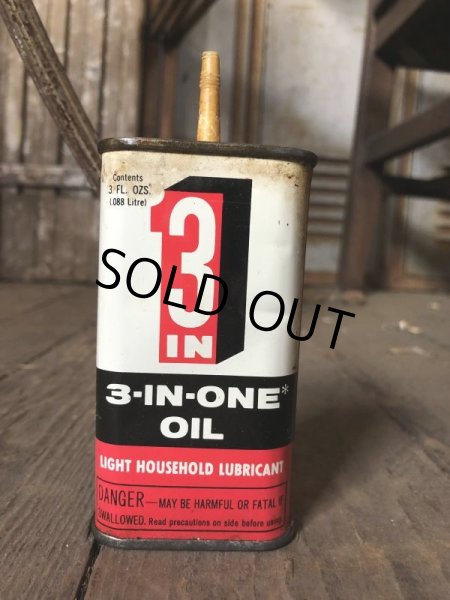 Contents
3 FL. OZS.
(.088 Litre)
3
IN
SOLD OUT
3-IN-ONE*
OIL
LIGHT HOUSEHOLD LUBRICANT
DANGER—MAY BE HARMFUL OR FATAL IF
SWALLOWED. Read precautions on side before using